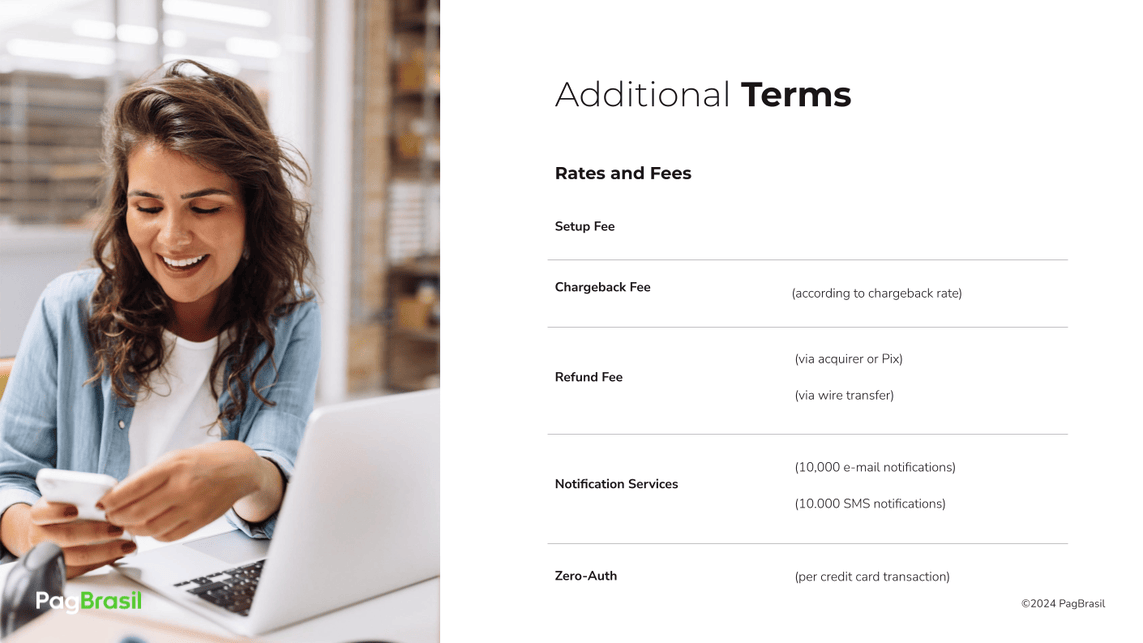 Additional Terms
Rates and Fees
Setup Fee
Chargeback Fee
(according to chargeback rate)
Refund Fee
(via acquirer or Pix)
(via wire transfer)
Notification Services
(10,000 e-mail notifications)
(10.000 SMS notifications)
Zero-Auth
(per credit card transaction)
PagBrasil
©2024 PagBrasil